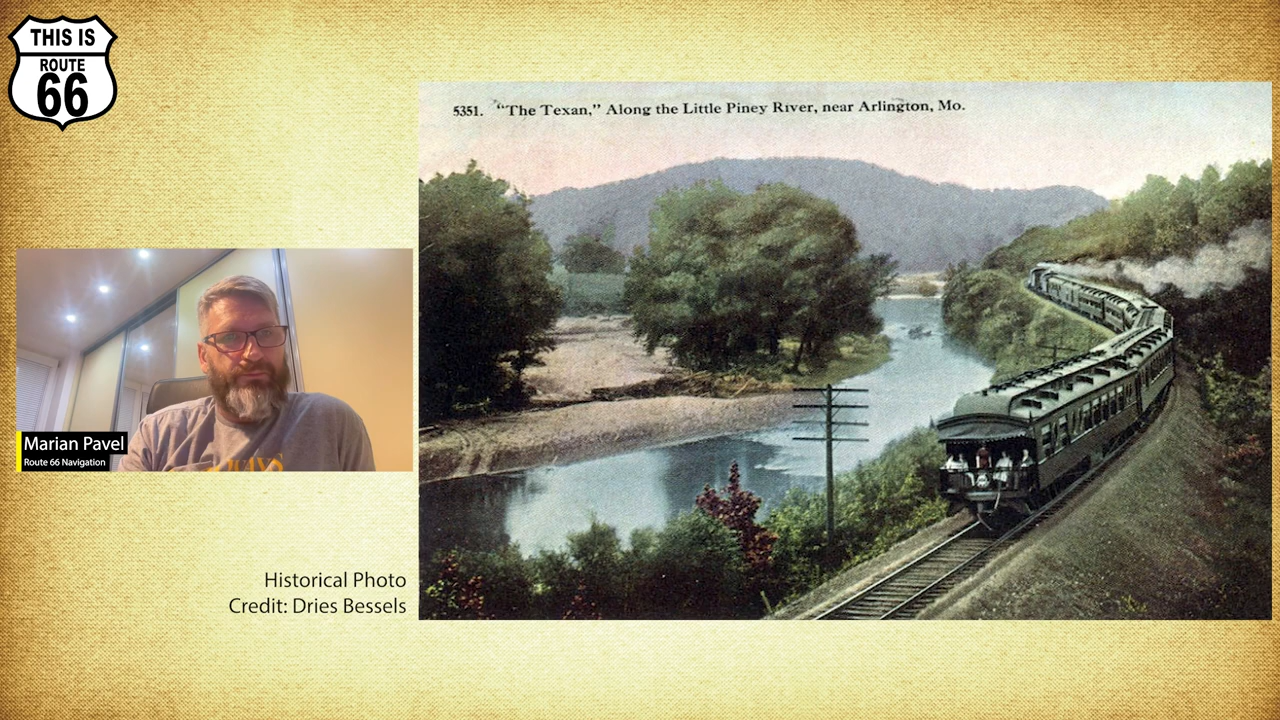 THIS IS
ROUTE
66
5351. "The Texan," Along the Little Piney River, near Arlington, Mo.
Marian Pavel
Route 66 Navigation
Historical Photo
Credit: Dries Bessels